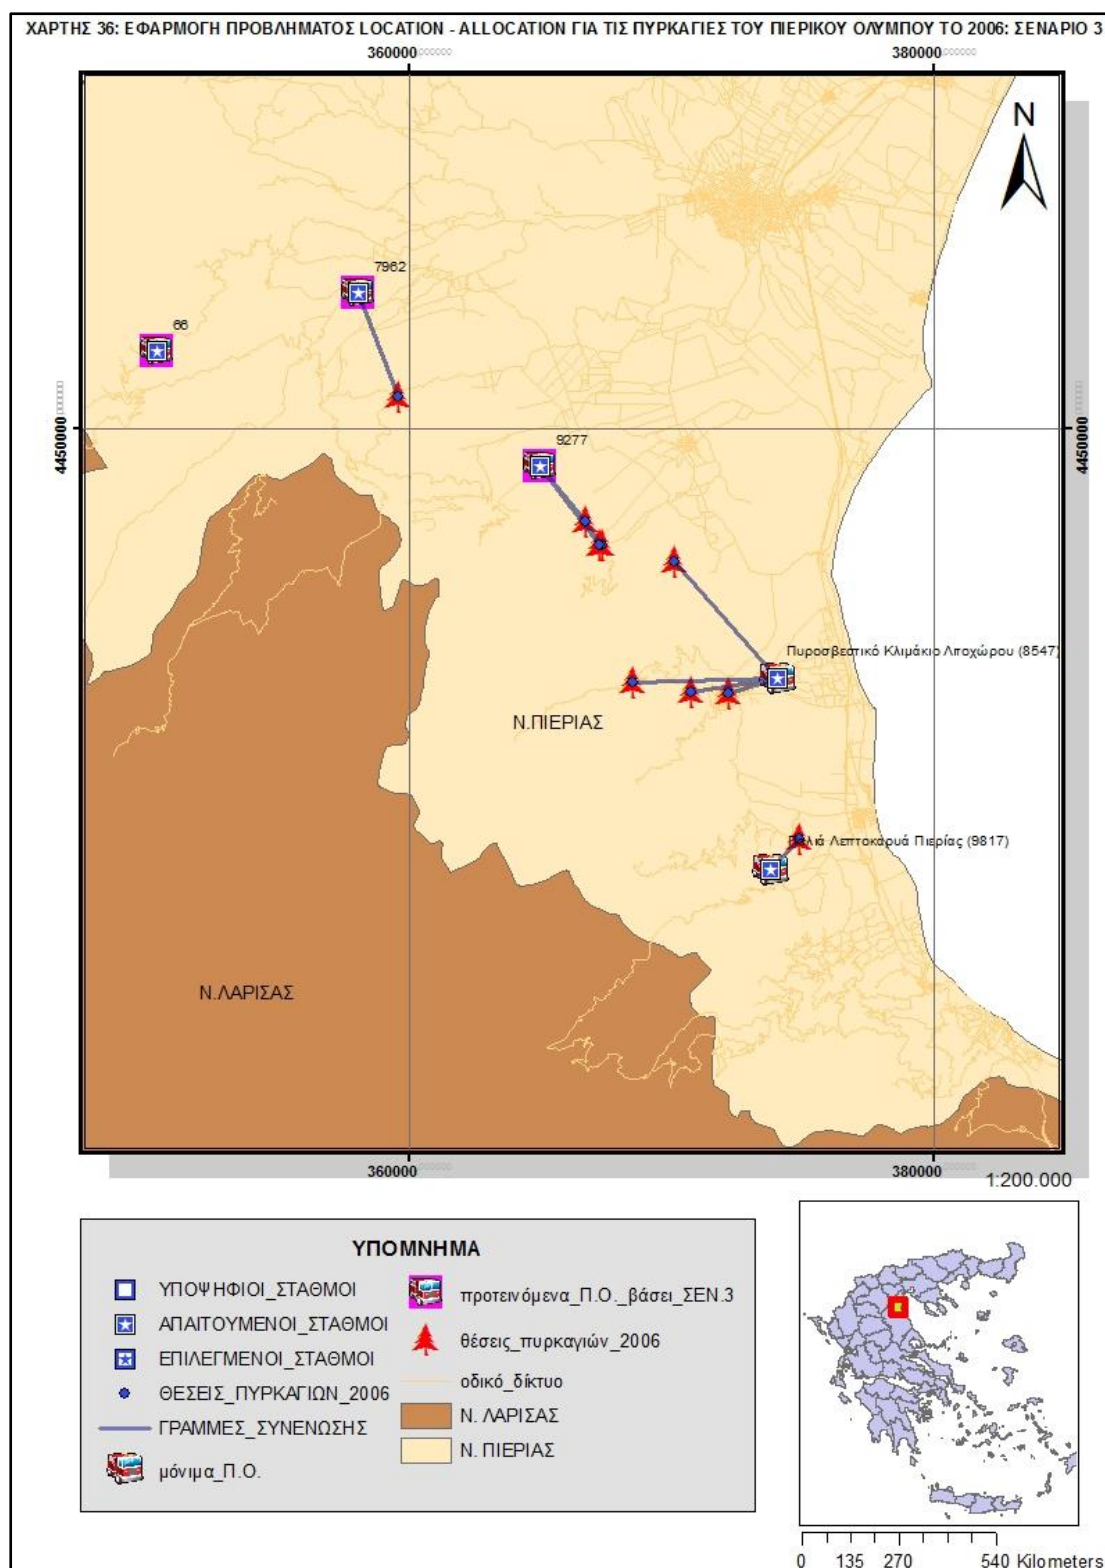 ΧΑΡΤΗΣ 36: ΕΦΑΡΜΟΓΗ ΠΡΟΒΛΗΜΑΤΟΣ LOCATION - ALLOCATION ΓΙΑ ΤΙΣ ΠΥΡΚΑΓΙΕΣ ΤΟΥ ΠΙΕΡΙΚΟΥ ΟΛΥΜΠΟΥ ΤΟ 2006: ΣΕΝΑΡΙΟ 3
360000 380000
N
7962
66
4450000 4450000
9277
Πυροσβεστικό Κλιμάκιο Λιτοχώρου (8547)
Ν.ΠΙΕΡΙΑΣ
Λεπτοκαρυά Πιερίας (9817)
Ν.ΛΑΡΙΣΑΣ
360000 380000
1:200.000
ΥΠΟΜΝΗΜΑ
ΥΠΟΨΗΦΙΟΙ_ΣΤΑΘΜΟΙ
ΑΠΑΙΤΟΥΜΕΝΟΙ_ΣΤΑΘΜΟΙ
ΕΠΙΛΕΓΜΕΝΟΙ_ΣΤΑΘΜΟΙ
ΘΕΣΕΙΣ_ΠΥΡΚΑΓΙΩΝ_2006
ΓΡΑΜΜΕΣ_ΣΥΝΕΝΩΣΗΣ
μόνιμα_Π.Ο.
προτεινόμενα_Π.Ο._βάσει_ΣΕΝ.3
θέσεις_πυρκαγιών_2006
οδικό_δίκτυο
Ν. ΛΑΡΙΣΑΣ
Ν. ΠΙΕΡΙΑΣ
0 135 270 540 Kilometers